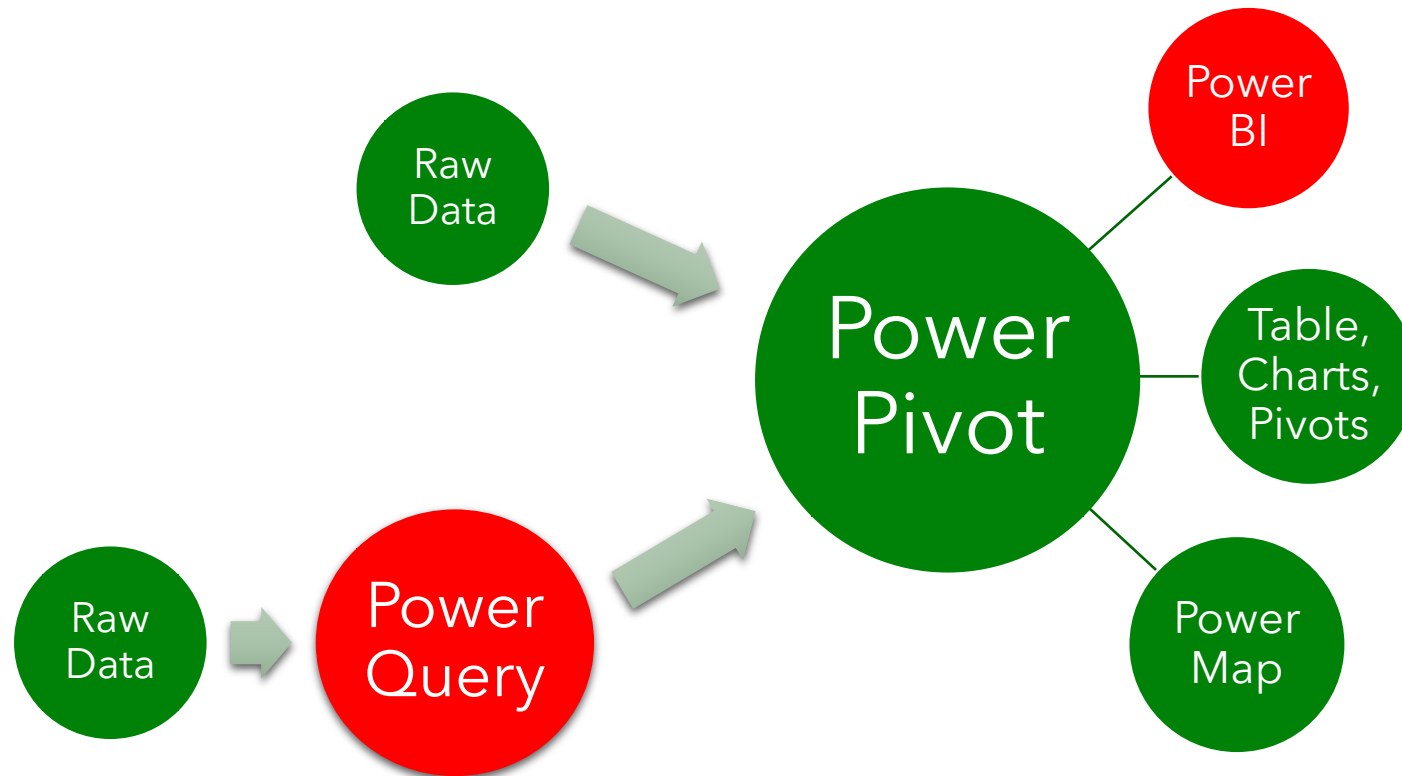 Raw
Data
Raw
Data
Power
Query
Power
Pivot
Power
BI
Table,
Charts,
Pivots
Power
Map